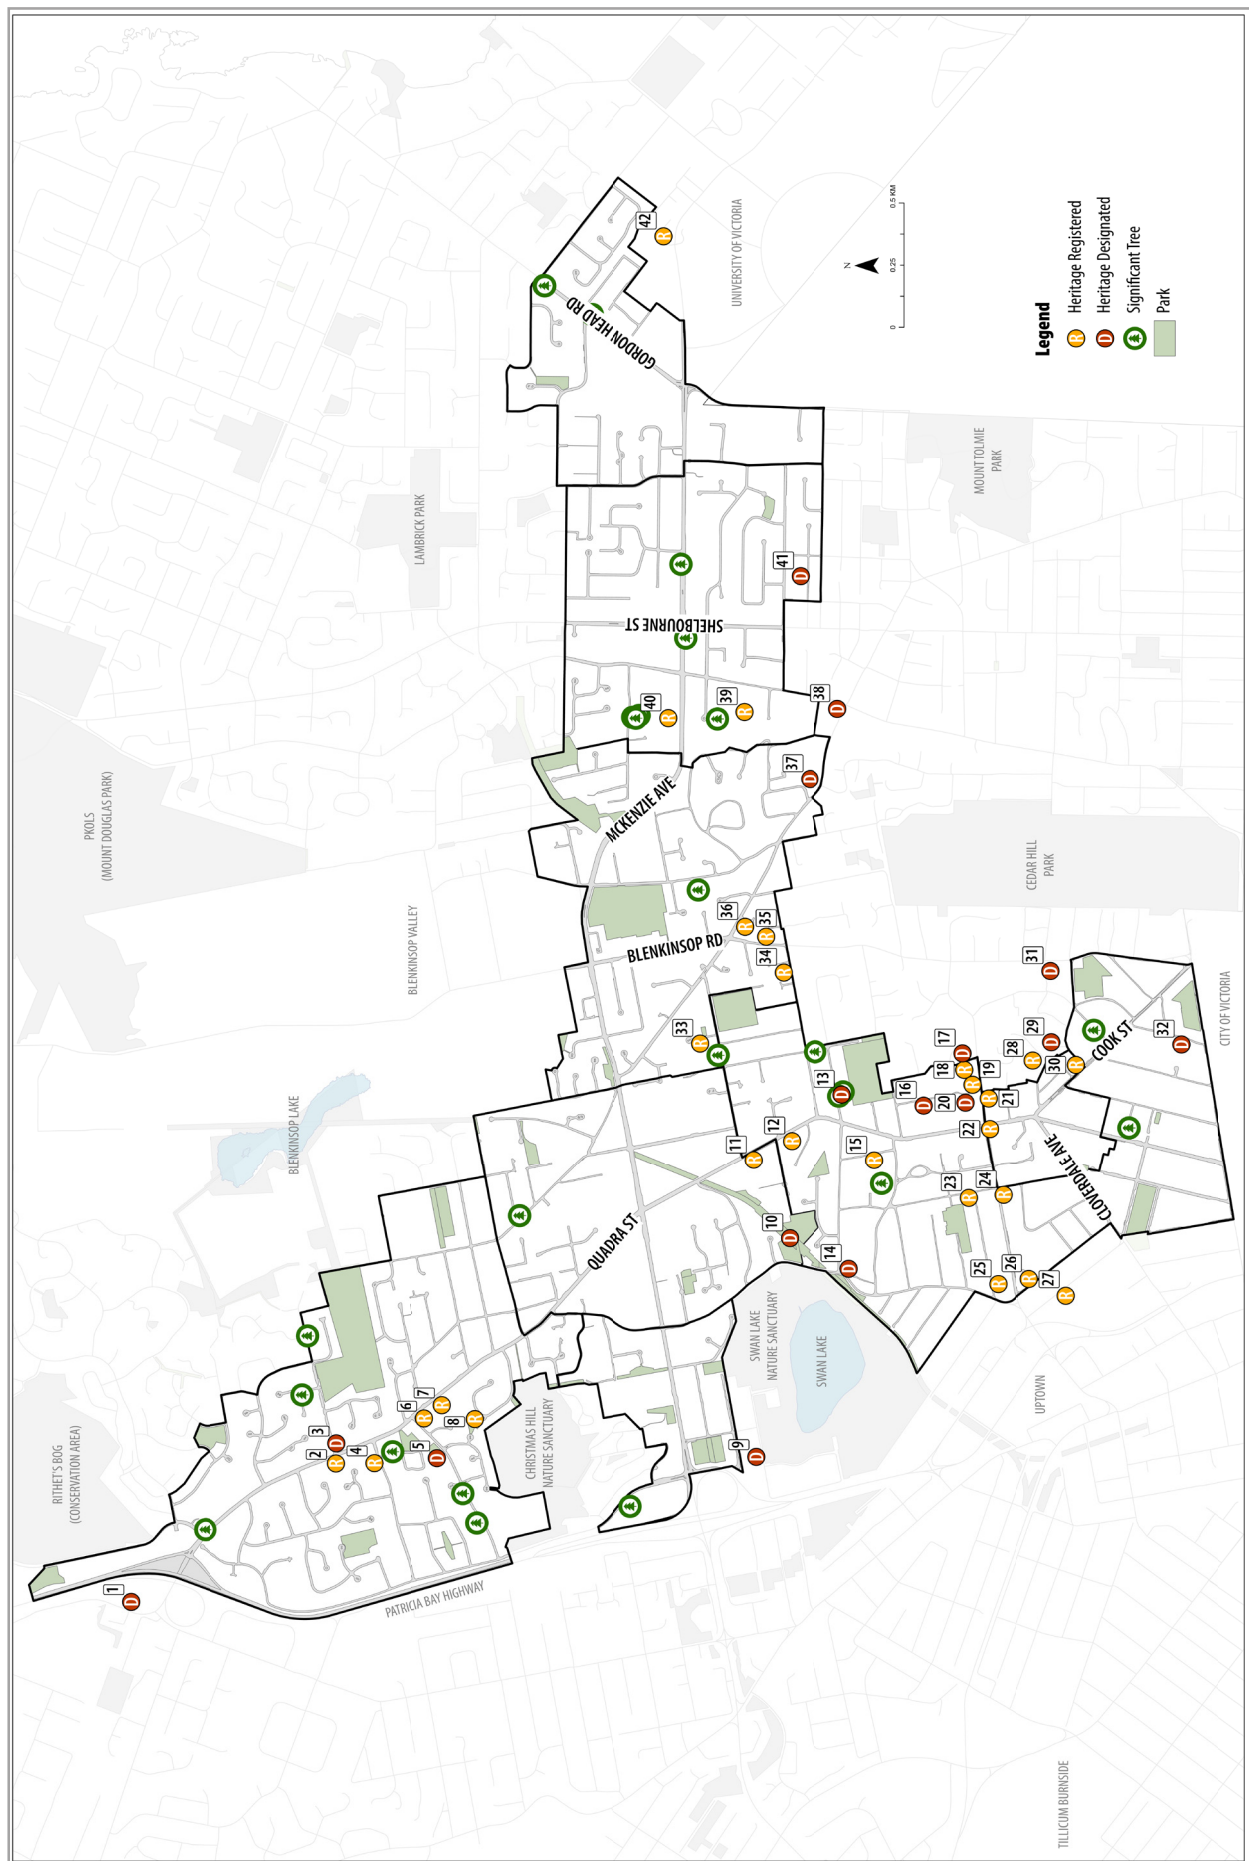 RITHET'S BOG
(CONSERVATION AREA)
PKOLS
(MOUNT DOUGLAS PARK)
BLENKINSOP LAKE
BLENKINSOP VALLEY
LAMBRICK PARK
PATRICIA BAY HIGHWAY
CHRISTMAS HILL
NATURE SANCTUARY
QUADRA ST
BLENKINSOP RD
MCKENZIE AVE
SHELBOURNE ST
GORDON HEAD RD
UNIVERSITY OF VICTORIA
SWAN LAKE
NATURE SANCTUARY
SWAN LAKE
UPTOWN
TILLICUM BURNSIDE
CLOVERDALE AVE
COOK ST
CEDAR HILL
PARK
MOUNT TOLMIE
PARK
CITY OF VICTORIA
1
D
2
R
3
D
4
R
5
D
6
R
7
R
8
R
9
D
10
D
11
R
12
R
13
D
14
D
15
R
16
D
17
D
18
R
19
R
20
D
21
R
22
R
23
R
24
R
25
R
26
R
27
R
28
R
29
D
30
R
31
D
32
D
33
R
34
R
35
R
36
R
37
D
38
D
39
R
40
R
41
D
42
R
N
0 0.25 0.5 KM
Legend
R Heritage Registered
D Heritage Designated
Significant Tree
Park